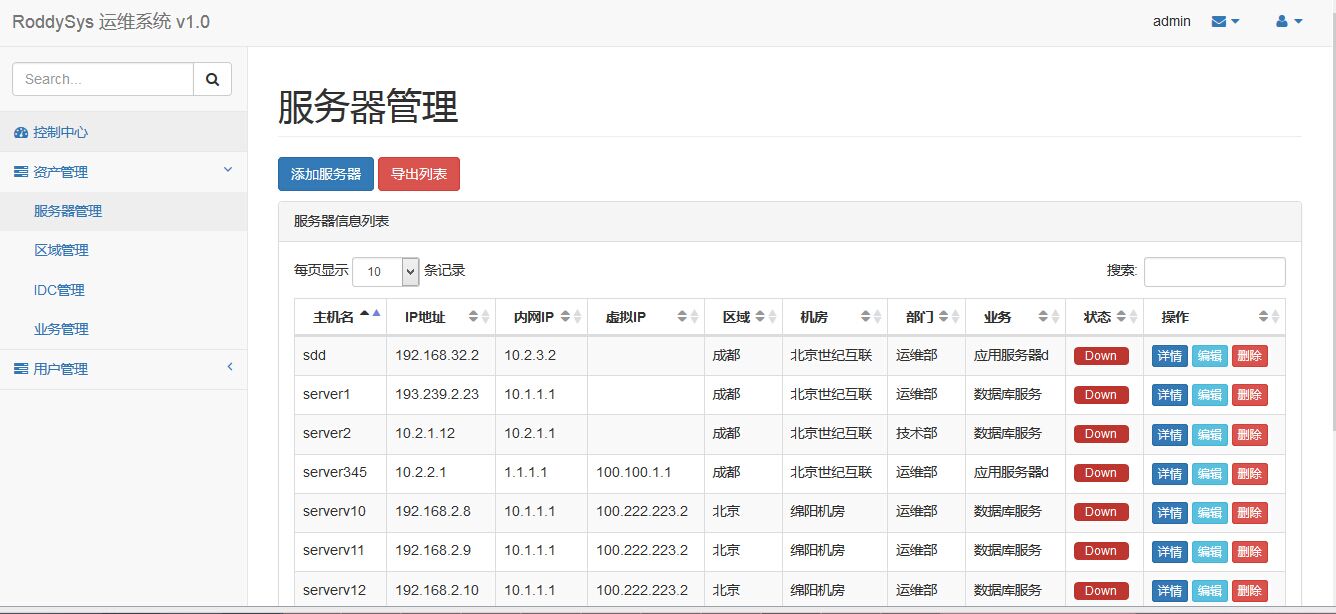 RoddySys 运维系统 v1.0 admin
Search...
控制中心
资产管理
服务器管理
区域管理
IDC管理
业务管理
用户管理
服务器管理
添加服务器 导出列表
服务器信息列表
每页显示 10 条记录 搜索:
主机名 IP地址 内网IP 虚拟IP 区域 机房 部门 业务 状态 操作
sdd 192.168.32.2 10.2.3.2 成都 北京世纪互联 运维部 应用服务器d Down 详情 编辑 删除
server1 193.239.2.23 10.1.1.1 成都 北京世纪互联 运维部 数据库服务 Down 详情 编辑 删除
server2 10.2.1.12 10.2.1.1 成都 北京世纪互联 技术部 数据库服务 Down 详情 编辑 删除
server345 10.2.2.1 1.1.1.1 100.100.1.1 成都 北京世纪互联 运维部 应用服务器d Down 详情 编辑 删除
serverv10 192.168.2.8 10.1.1.1 100.222.223.2 北京 绵阳机房 运维部 数据库服务 Down 详情 编辑 删除
serverv11 192.168.2.9 10.1.1.1 100.222.223.2 北京 绵阳机房 运维部 数据库服务 Down 详情 编辑 删除
serverv12 192.168.2.10 10.1.1.1 100.222.223.2 北京 绵阳机房 运维部 数据库服务 Down 详情 编辑 删除